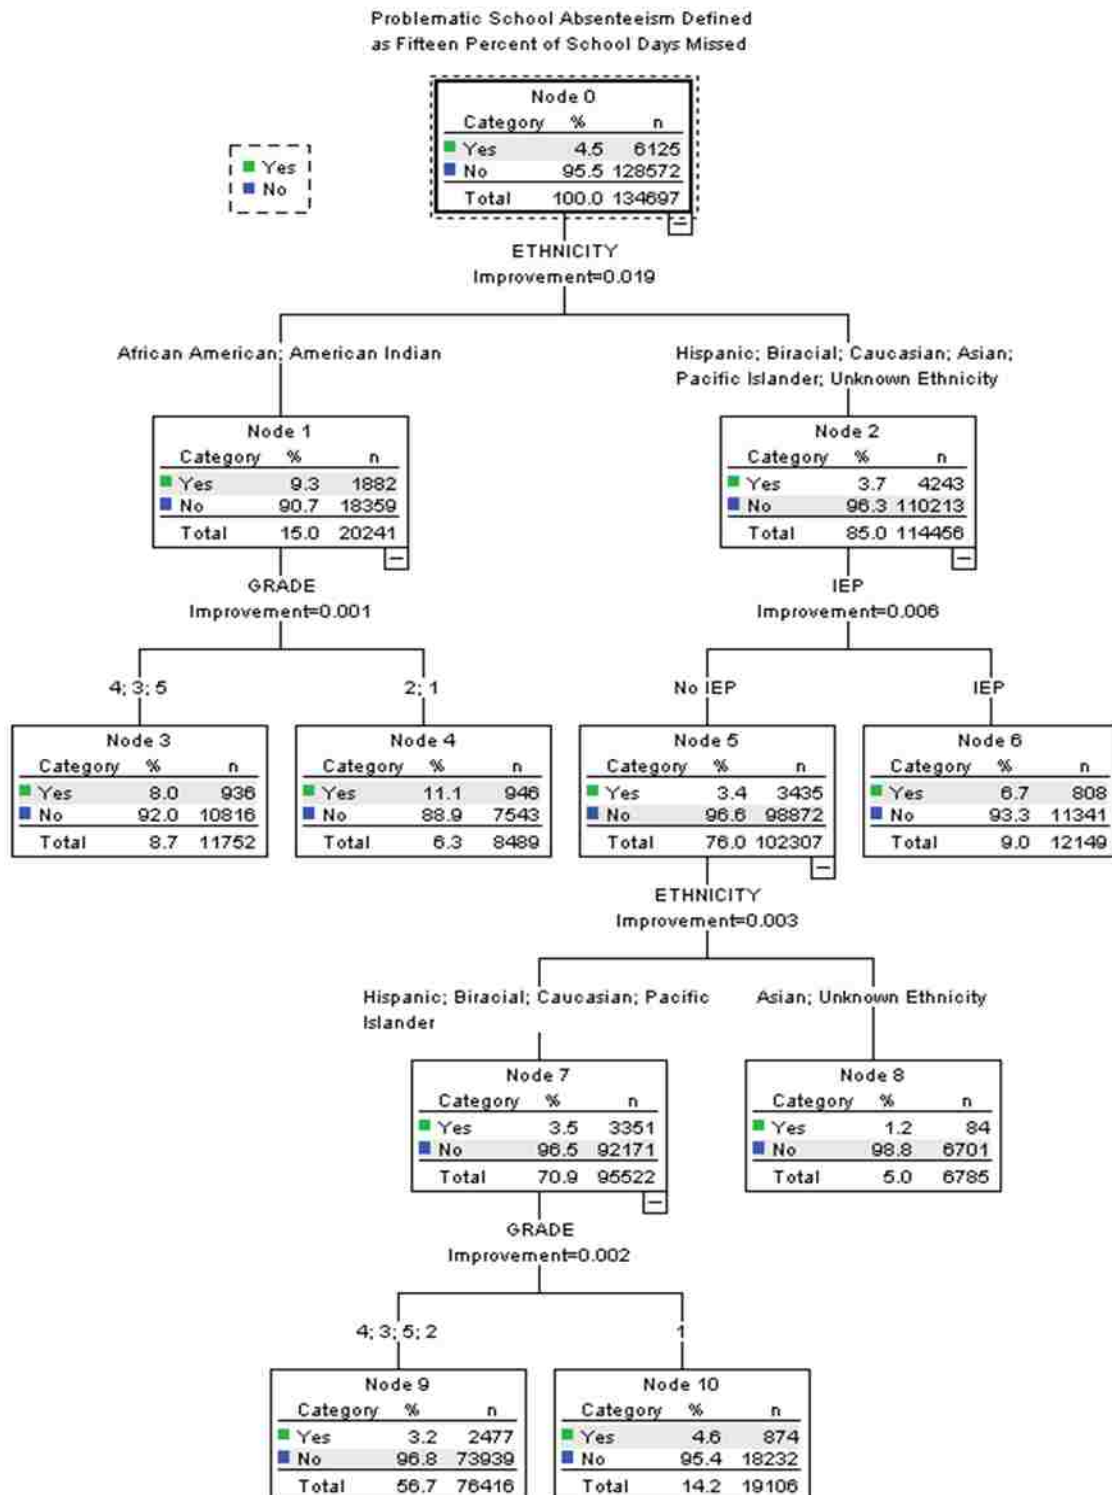 Problematic School Absenteeism Defined
as Fifteen Percent of School Days Missed
Node 0
Category % n
Yes 4.5 6125
No 95.5 128572
Total 100.0 134697
Yes
No
ETHNICITY
Improvement=0.019
African American; American Indian
Hispanic; Biracial; Caucasian; Asian;
Pacific Islander; Unknown Ethnicity
Node 1
Category % n
Yes 9.3 1882
No 90.7 18359
Total 15.0 20241
Node 2
Category % n
Yes 3.7 4243
No 96.3 110213
Total 85.0 114456
GRADE
Improvement=0.001
IEP
Improvement=0.006
4; 3; 5
2; 1
No IEP
IEP
Node 3
Category % n
Yes 8.0 936
No 92.0 10816
Total 8.7 11752
Node 4
Category % n
Yes 11.1 946
No 88.9 7543
Total 6.3 8489
Node 5
Category % n
Yes 3.4 3435
No 96.6 98872
Total 76.0 102307
Node 6
Category % n
Yes 6.7 808
No 93.3 11341
Total 9.0 12149
ETHNICITY
Improvement=0.003
Hispanic; Biracial; Caucasian; Pacific
Islander
Asian; Unknown Ethnicity
Node 7
Category % n
Yes 3.5 3351
No 96.5 92171
Total 70.9 95522
Node 8
Category % n
Yes 1.2 84
No 98.8 6701
Total 5.0 6785
GRADE
Improvement=0.002
4; 3; 5; 2
1
Node 9
Category % n
Yes 3.2 2477
No 96.8 73939
Total 56.7 76416
Node 10
Category % n
Yes 4.6 874
No 95.4 18232
Total 14.2 19106